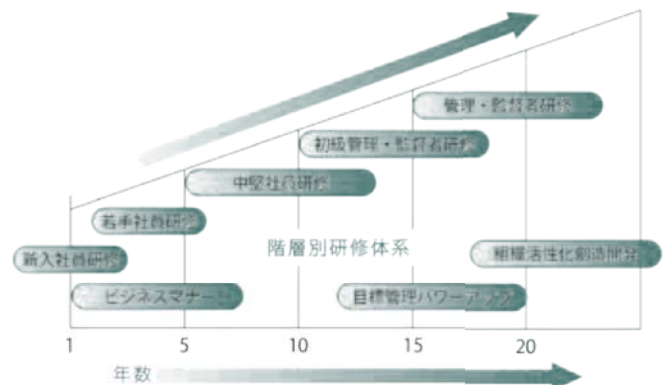 管理・監督者研修
初級管理・監督者研修
中堅社員研修
若手社員研修
階層別研修体系
新入社員研修
組織活性化創造開発
ビジネスマナー
目標管理パワーアップ
1 5 10 15 20
年数